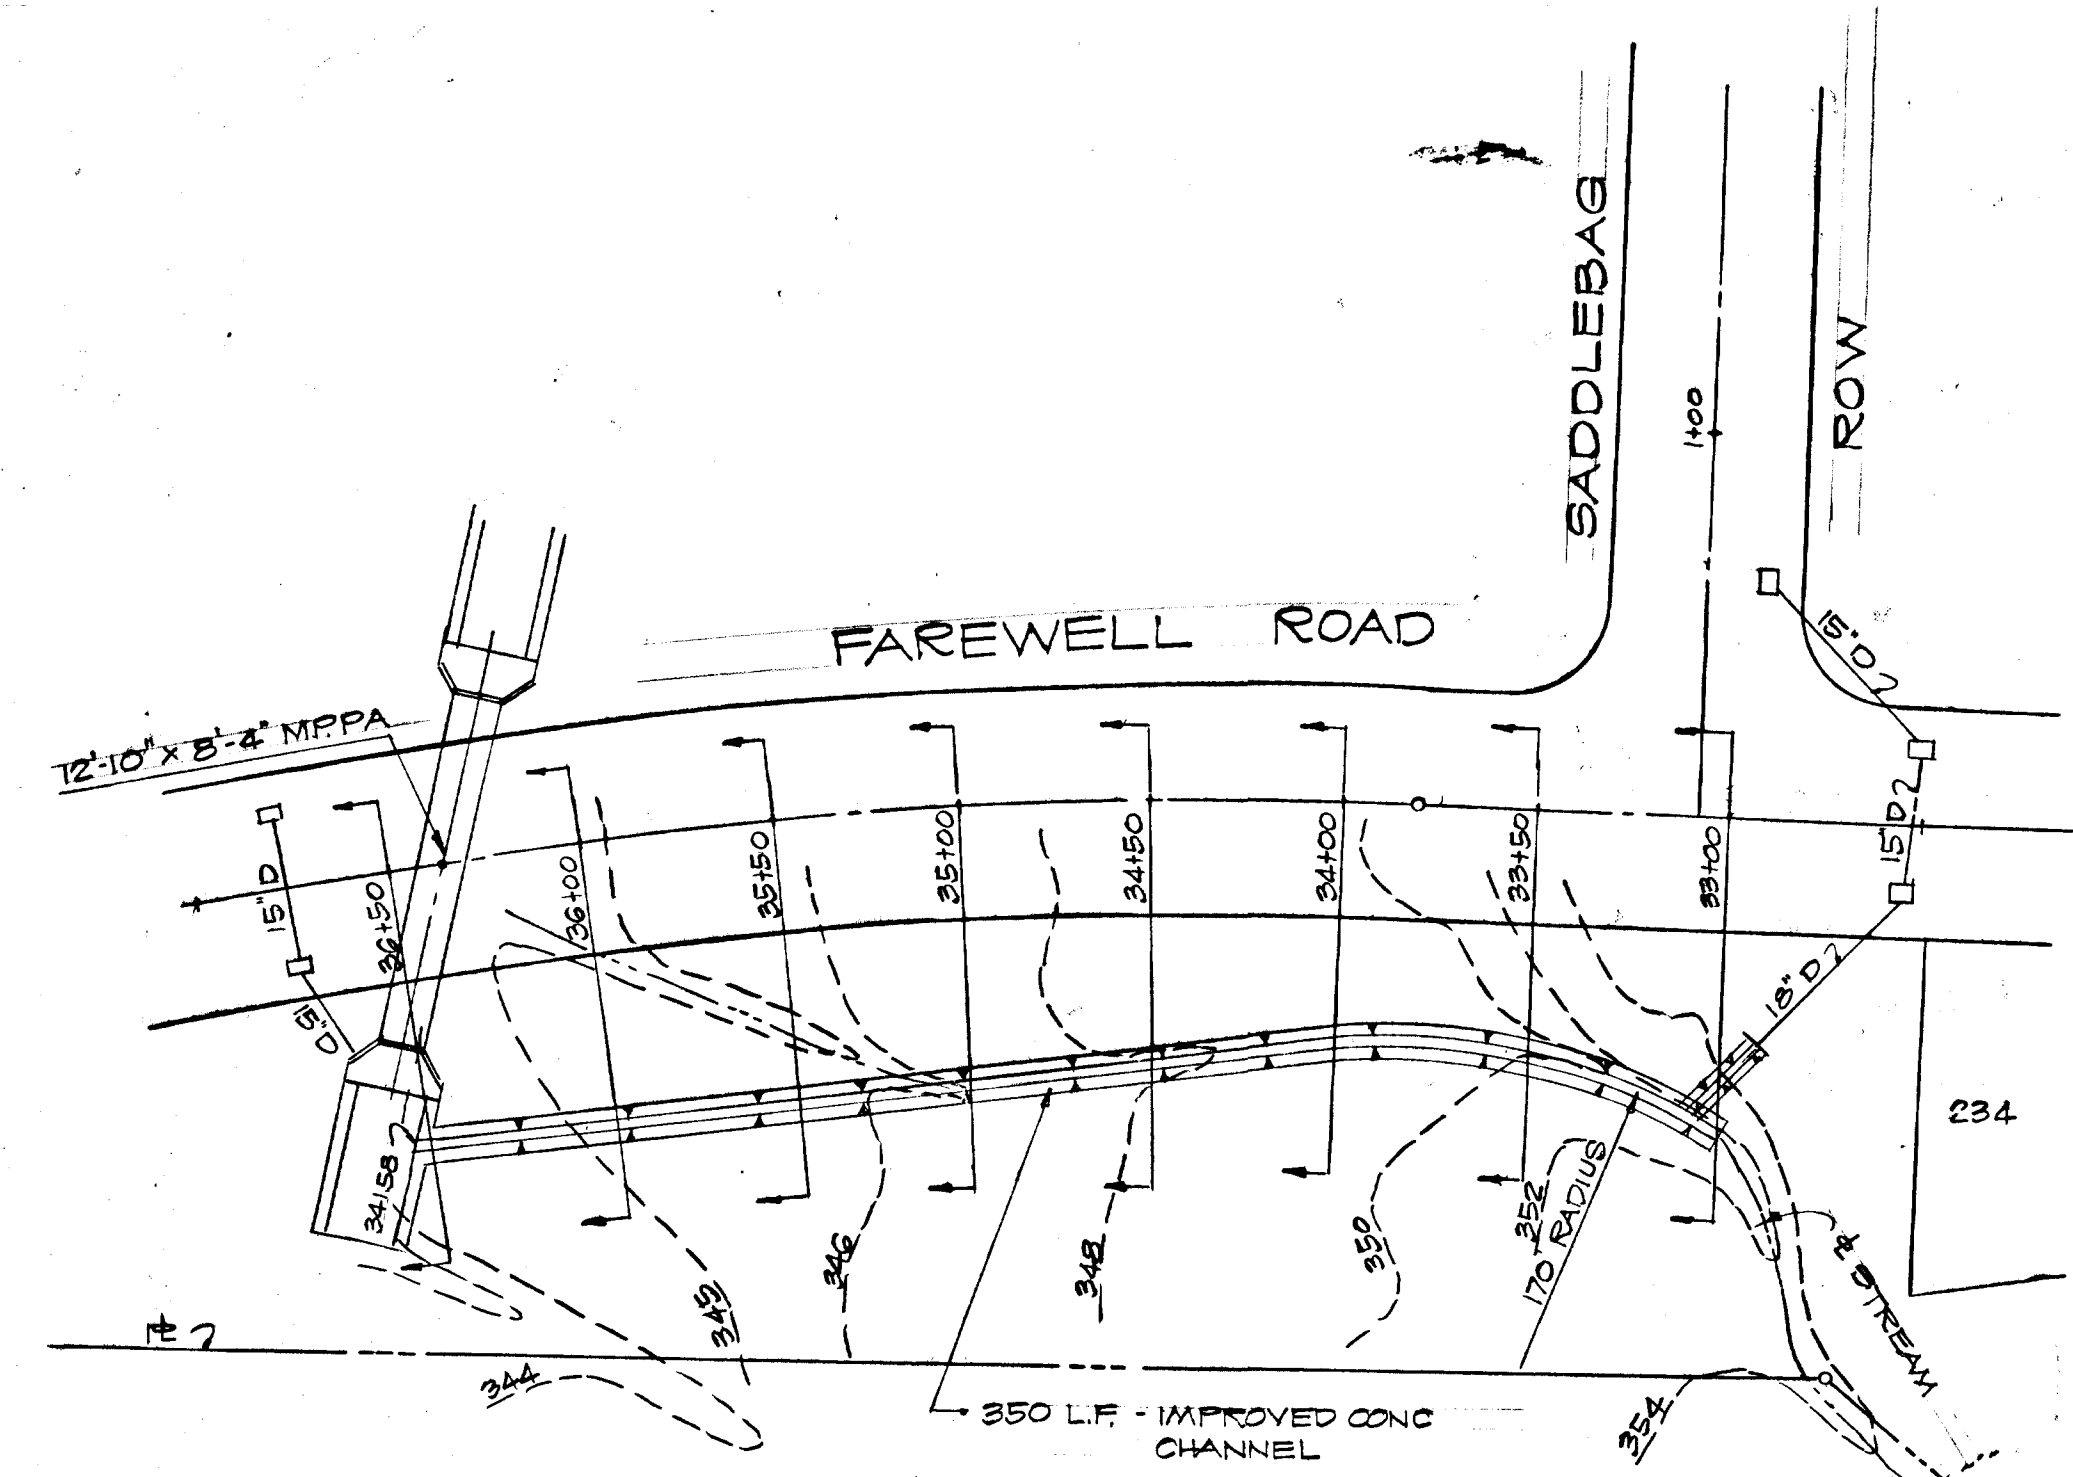 SADDLEBAG
ROW
1+00
FAREWELL ROAD
12'-10" x 8'-4" M.P.P.A
15"D
15"D
15"D
15"D
18"D
36+50
36+00
35+50
35+00
34+50
34+00
33+50
33+00
234
34158
346
345
348
350
352
170 RADIUS
℄ STREAM
344
354
350 L.F. - IMPROVED CONC
CHANNEL